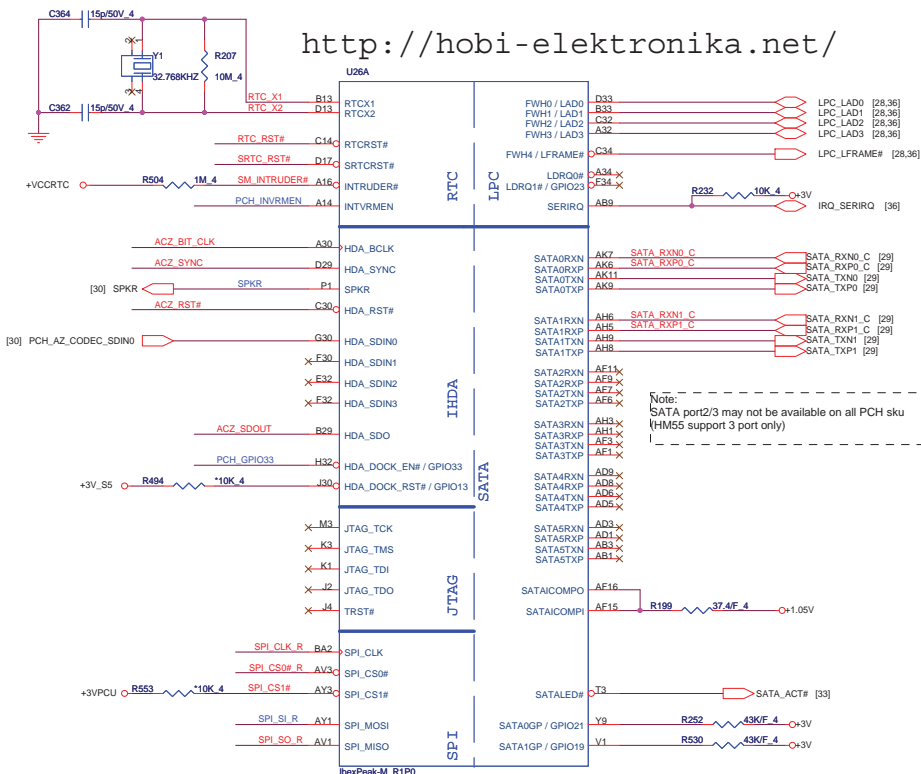 http://hobi-elektronika.net/
C364 15p/50V_4
Y1
32.768KHZ
R207
10M_4
C362 15p/50V_4
2 1
3 4
U26A
RTC_X1 B13 RTCX1
RTC_X2 D13 RTCX2
RTC_RST# C14 RTCRST#
SRTC_RST# D17 SRTCRST#
+VCCRTC R504 1M_4 SM_INTRUDER# A16 INTRUDER#
PCH_INVRMEN A14 INTVRMEN
RTC
LPC
FWH0 / LAD0 D33 LPC_LAD0 [28,36]
FWH1 / LAD1 B33 LPC_LAD1 [28,36]
FWH2 / LAD2 C32 LPC_LAD2 [28,36]
FWH3 / LAD3 A32 LPC_LAD3 [28,36]
FWH4 / LFRAME# C34 LPC_LFRAME# [28,36]
LDRQ0# A34
LDRQ1# / GPIO23 F34
R232 10K_4 +3V
SERIRQ AB9 IRQ_SERIRQ [36]
ACZ_BIT_CLK A30 HDA_BCLK
ACZ_SYNC D29 HDA_SYNC
[30] SPKR SPKR P1 SPKR
ACZ_RST# C30 HDA_RST#
[30] PCH_AZ_CODEC_SDIN0 G30 HDA_SDIN0
F30 HDA_SDIN1
E32 HDA_SDIN2
F32 HDA_SDIN3
ACZ_SDOUT B29 HDA_SDO
PCH_GPIO33 H32 HDA_DOCK_EN# / GPIO33
+3V_S5 R494 *10K_4 J30 HDA_DOCK_RST# / GPIO13
IHDA
SATA
SATA0RXN AK7 SATA_RXN0_C SATA_RXN0_C [29]
SATA0RXP AK6 SATA_RXP0_C SATA_RXP0_C [29]
SATA0TXN AK11 SATA_TXN0 [29]
SATA0TXP AK9 SATA_TXP0 [29]
SATA1RXN AH6 SATA_RXN1_C SATA_RXN1_C [29]
SATA1RXP AH5 SATA_RXP1_C SATA_RXP1_C [29]
SATA1TXN AH9 SATA_TXN1 [29]
SATA1TXP AH8 SATA_TXP1 [29]
SATA2RXN AF11
SATA2RXP AF9
SATA2TXN AF7
SATA2TXP AF6
Note:
SATA port2/3 may not be available on all PCH sku
(HM55 support 3 port only)
SATA3RXN AH3
SATA3RXP AH1
SATA3TXN AF3
SATA3TXP AF1
SATA4RXN AD9
SATA4RXP AD8
SATA4TXN AD6
SATA4TXP AD5
SATA5RXN AD3
SATA5RXP AD1
SATA5TXN AB3
SATA5TXP AB1
M3 JTAG_TCK
K3 JTAG_TMS
K1 JTAG_TDI
J2 JTAG_TDO
J4 TRST#
JTAG
SATAICOMPO AF16
SATAICOMPI AF15 R199 37.4/F_4 +1.05V
SPI_CLK_R BA2 SPI_CLK
SPI_CS0#_R AV3 SPI_CS0#
+3VPCU R553 *10K_4 SPI_CS1# AY3 SPI_CS1#
SPI_SI_R AY1 SPI_MOSI
SPI_SO_R AV1 SPI_MISO
SPI
SATALED# T3 SATA_ACT# [33]
SATA0GP / GPIO21 Y9 R252 43K/F_4 +3V
SATA1GP / GPIO19 V1 R530 43K/F_4 +3V
IbexPeak-M_R1P0